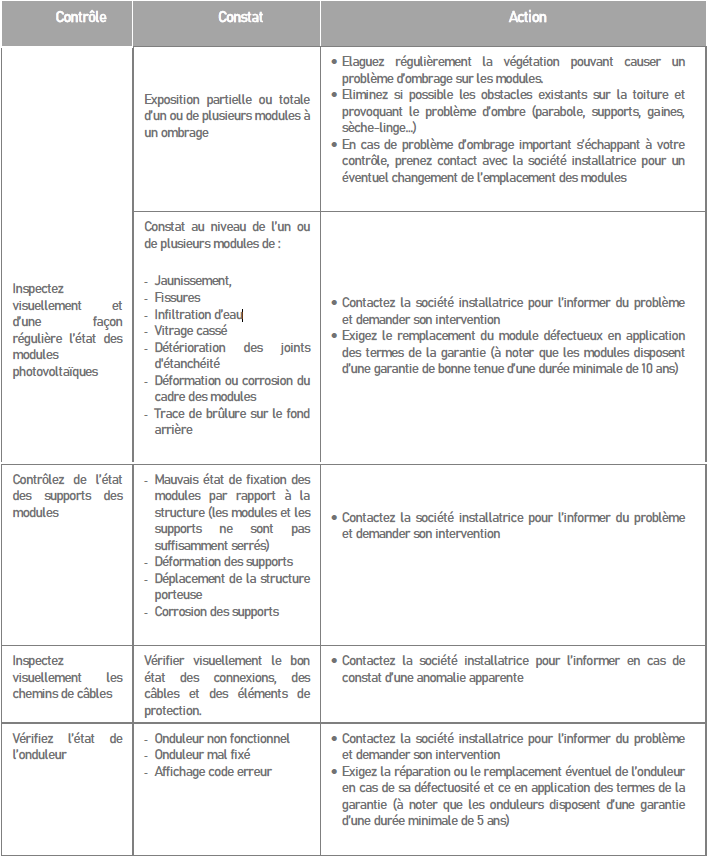 Contrôle
Constat
Action
Inspectez
visuellement et
d'une façon
régulière l'état des
modules
photovoltaïques
Exposition partielle ou totale
d'un ou de plusieurs modules à
un ombrage
• Elaguez régulièrement la végétation pouvant causer un
problème d'ombrage sur les modules.
• Eliminez si possible les obstacles existants sur la toiture et
provoquant le problème d'ombre (parabole, supports, gaines,
sèche-linge...)
• En cas de problème d'ombrage important s'échappant à votre
contrôle, prenez contact avec la société installatrice pour un
éventuel changement de l'emplacement des modules
Constat au niveau de l'un ou
de plusieurs modules de :
- Jaunissement,
- Fissures
- Infiltration d'eau
- Vitrage cassé
- Détérioration des joints
d'étanchéité
- Déformation ou corrosion du
cadre des modules
- Trace de brûlure sur le fond
arrière
• Contactez la société installatrice pour l'informer du problème
et demander son intervention
• Exigez le remplacement du module défectueux en application
des termes de la garantie (à noter que les modules disposent
d'une garantie de bonne tenue d'une durée minimale de 10 ans)
Contrôlez de l'état
des supports des
modules
- Mauvais état de fixation des
modules par rapport à la
structure (les modules et les
supports ne sont pas
suffisamment serrés)
- Déformation des supports
- Déplacement de la structure
porteuse
- Corrosion des supports
• Contactez la société installatrice pour l'informer du problème
et demander son intervention
Inspectez
visuellement les
chemins de câbles
Vérifier visuellement le bon
état des connexions, des
câbles et des éléments de
protection.
• Contactez la société installatrice pour l'informer en cas de
constat d'une anomalie apparente
Vérifiez l'état de
l'onduleur
- Onduleur non fonctionnel
- Onduleur mal fixé
- Affichage code erreur
• Contactez la société installatrice pour l'informer du problème
et demander son intervention
• Exigez la réparation ou le remplacement éventuel de l'onduleur
en cas de sa défectuosité et ce en application des termes de la
garantie (à noter que les onduleurs disposent d'une garantie
d'une durée minimale de 5 ans)